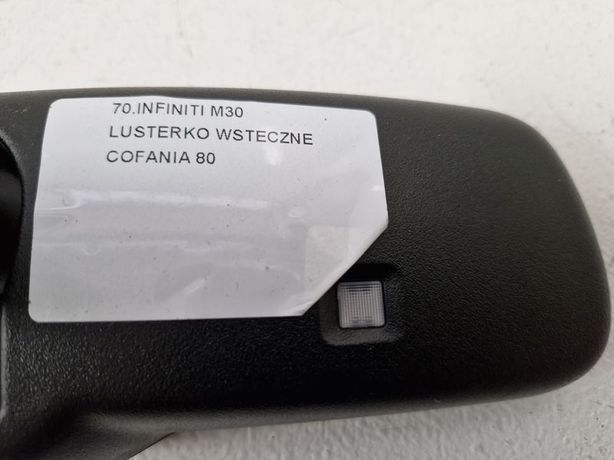 70.INFINITI M30
LUSTERKO WSTECZNE
COFANIA 80